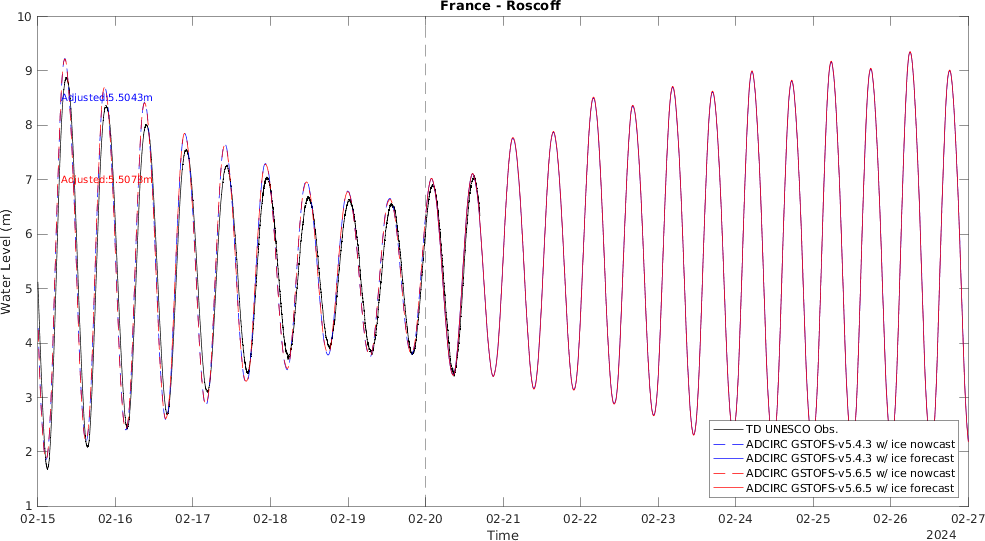 France - Roscoff
10
9
8
7
6
5
4
3
2
1
Water Level (m)
Adjusted:5.5043m
Adjusted:5.5078m
TD UNESCO Obs.
ADCIRC GSTOFS-v5.4.3 w/ ice nowcast
ADCIRC GSTOFS-v5.4.3 w/ ice forecast
ADCIRC GSTOFS-v5.6.5 w/ ice nowcast
ADCIRC GSTOFS-v5.6.5 w/ ice forecast
02-15 02-16 02-17 02-18 02-19 02-20 02-21 02-22 02-23 02-24 02-25 02-26 02-27
Time
2024